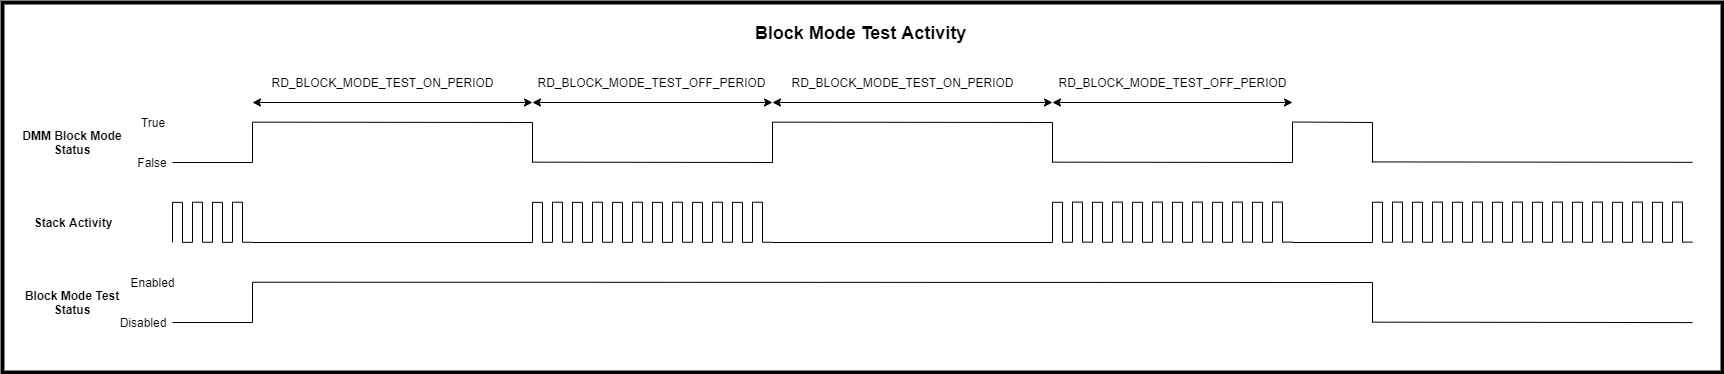 Block Mode Test Activity
RD_BLOCK_MODE_TEST_ON_PERIOD
RD_BLOCK_MODE_TEST_OFF_PERIOD
RD_BLOCK_MODE_TEST_ON_PERIOD
RD_BLOCK_MODE_TEST_OFF_PERIOD
True
DMM Block Mode
Status
False
Stack Activity
Enabled
Block Mode Test
Status
Disabled